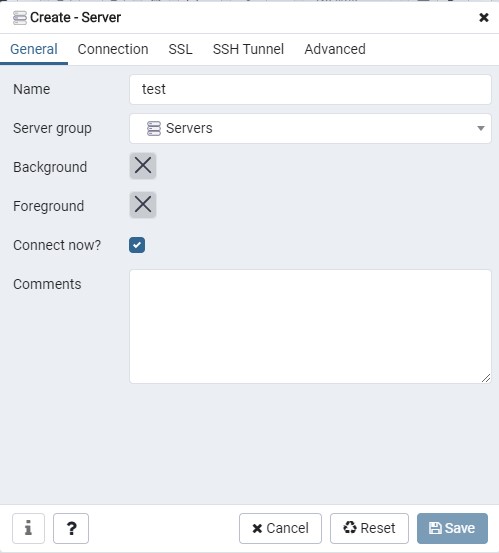 Create - Server
General Connection SSL SSH Tunnel Advanced
Name test
Server group Servers
Background
Foreground
Connect now?
Comments
i ? Cancel Reset Save